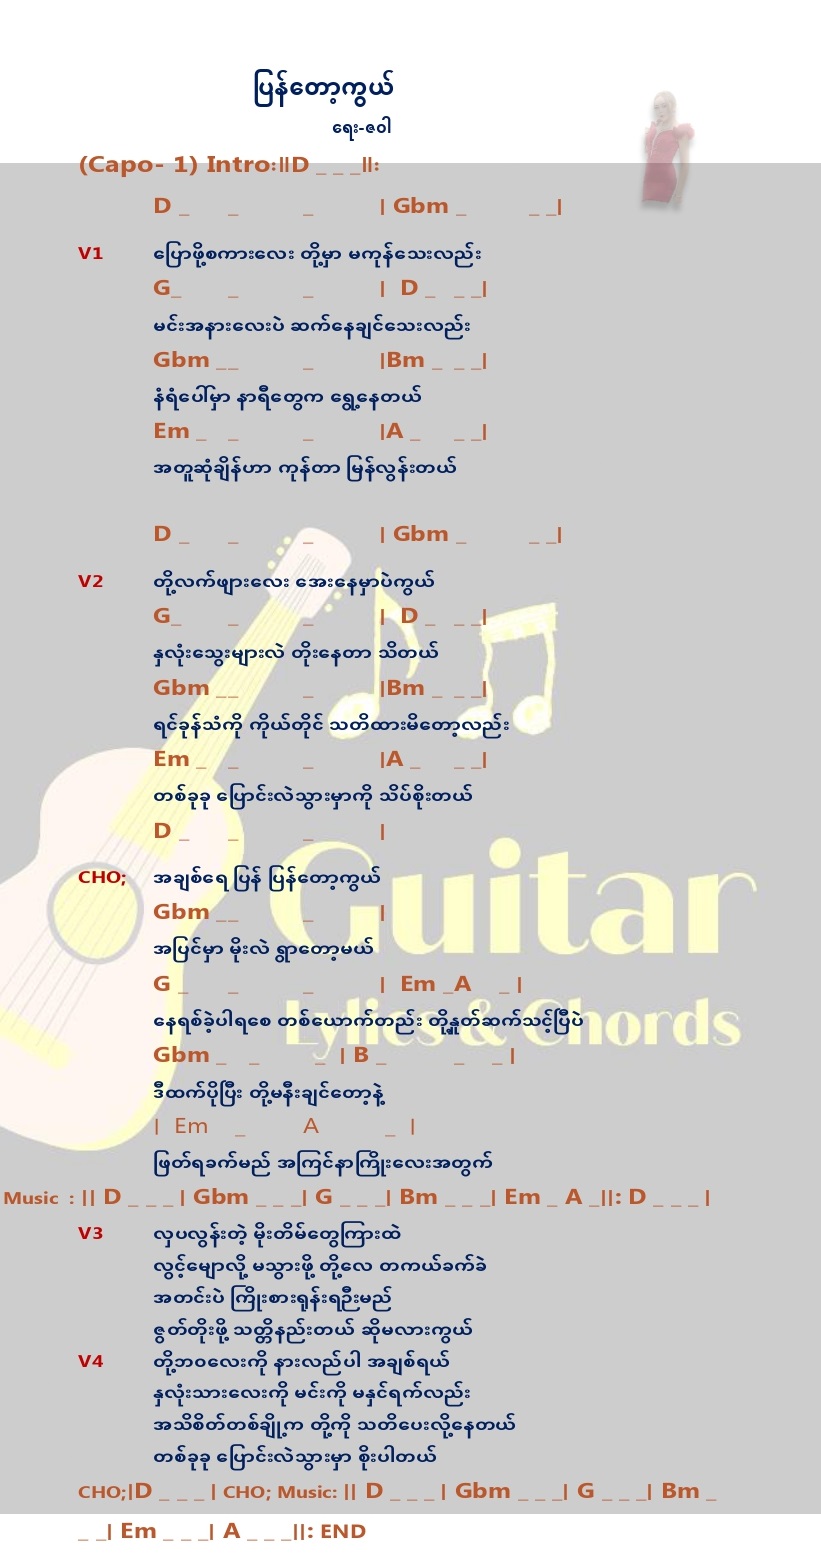 ပြန်တော့ကွယ်
ရေး-ဇဝါ
(Capo- 1) Intro:||D _ _ _||:
D _ _ _ | Gbm _ _ _|
V1 ပြောဖို့စကားလေး တို့မှာ မကုန်သေးလည်း
G_ _ _ | D _ _ _|
မင်းအနားလေးပဲ ဆက်နေချင်သေးလည်း
Gbm _ _ _ |Bm _ _ _|
နံရံပေါ်မှာ နာရီတွေက ရွေ့နေတယ်
Em _ _ _ |A _ _ _|
အတူဆုံချိန်ဟာ ကုန်တာ မြန်လွန်းတယ်
D _ _ _ | Gbm _ _ _|
V2 တို့လက်ဖျားလေး အေးနေမှာပဲကွယ်
G_ _ _ | D _ _ _|
နှလုံးသွေးများလဲ တိုးနေတာ သိတယ်
Gbm _ _ _ |Bm _ _ _|
ရင်ခုန်သံကို ကိုယ်တိုင် သတိထားမိတော့လည်း
Em _ _ _ |A _ _ _|
တစ်ခုခု ပြောင်းလဲသွားမှာကို သိပ်စိုးတယ်
D _ _ _ |
CHO; အချစ်ရေ ပြန် ပြန်တော့ကွယ်
Gbm _ _ _ |
အပြင်မှာ မိုးလဲ ရွာတော့မယ်
G _ _ _ | Em _A _ |
နေရစ်ခဲ့ပါရစေ တစ်ယောက်တည်း တို့နှုတ်ဆက်သင့်ပြီပဲ
Gbm _ _ _ | B _ _ _ |
ဒီထက်ပိုပြီး တို့မနီးချင်တော့နဲ့
| Em _ A _ |
ဖြတ်ရခက်မည် အကြင်နာကြိုးလေးအတွက်
Music : || D _ _ _ | Gbm _ _ _| G _ _ _| Bm _ _ _| Em _ A _||: D _ _ _ |
V3 လှပလွန်းတဲ့ မိုးတိမ်တွေကြားထဲ
လွင့်မျောလို့ မသွားဖို့ တို့လေ တကယ်ခက်ခဲ
အတင်းပဲ ကြိုးစားရုန်းရဦးမည်
ဇွတ်တိုးဖို့ သတ္တိနည်းတယ် ဆိုမလားကွယ်
V4 တို့ဘဝလေးကို နားလည်ပါ အချစ်ရယ်
နှလုံးသားလေးကို မင်းကို မနှင်ရက်လည်း
အသိစိတ်တစ်ချို့က တို့ကို သတိပေးလို့နေတယ်
တစ်ခုခု ပြောင်းလဲသွားမှာ စိုးပါတယ်
CHO;|D _ _ _ | CHO; Music: || D _ _ _ | Gbm _ _ _| G _ _ _| Bm _
_ _| Em _ _ _| A _ _ _||: END
Guitar
Lylics & Chords